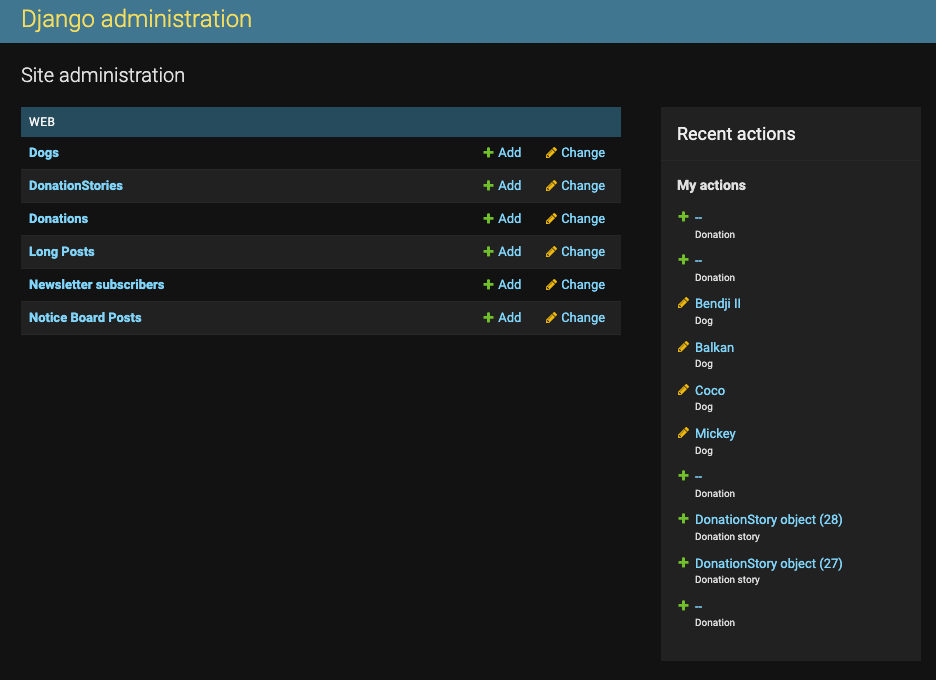 Django administration
Site administration
WEB
Dogs Add Change
DonationStories Add Change
Donations Add Change
Long Posts Add Change
Newsletter subscribers Add Change
Notice Board Posts Add Change
Recent actions
My actions
--
Donation
--
Donation
Bendji II
Dog
Balkan
Dog
Coco
Dog
Mickey
Dog
--
Donation
DonationStory object (28)
Donation story
DonationStory object (27)
Donation story
--
Donation